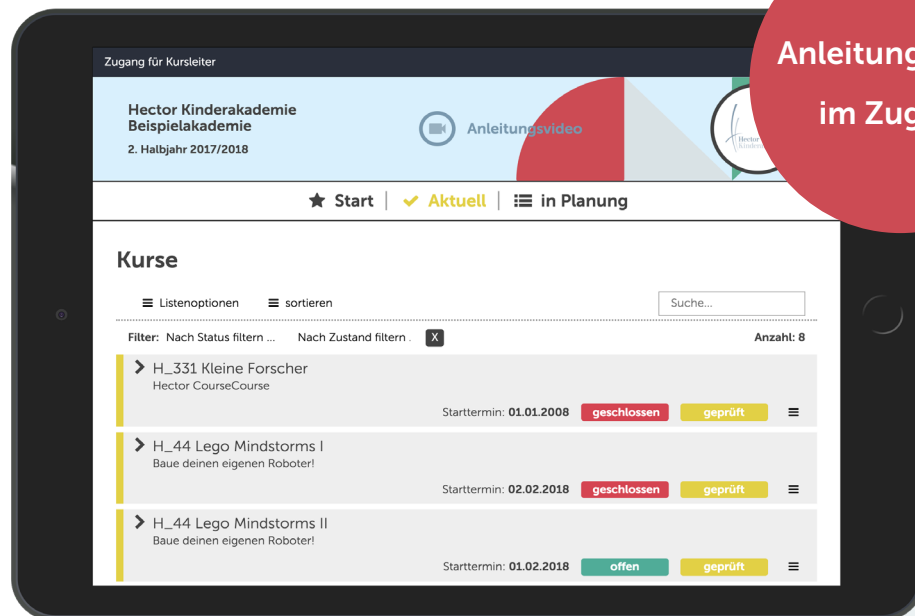 Zugang für Kursleiter
Anleitung
im Zug
Hector Kinderakademie
Beispielakademie
2. Halbjahr 2017/2018
Anleitungsvideo
Hector
Start
Aktuell
in Planung
Kurse
Listenoptionen
sortieren
Suche...
Filter: Nach Status filtern ... Nach Zustand filtern . X
Anzahl: 8
H_331 Kleine Forscher
Hector CourseCourse
Starttermin: 01.01.2008 geschlossen geprüft
H_44 Lego Mindstorms I
Baue deinen eigenen Roboter!
Starttermin: 02.02.2018 geschlossen geprüft
H_44 Lego Mindstorms II
Baue deinen eigenen Roboter!
Starttermin: 01.02.2018 offen geprüft